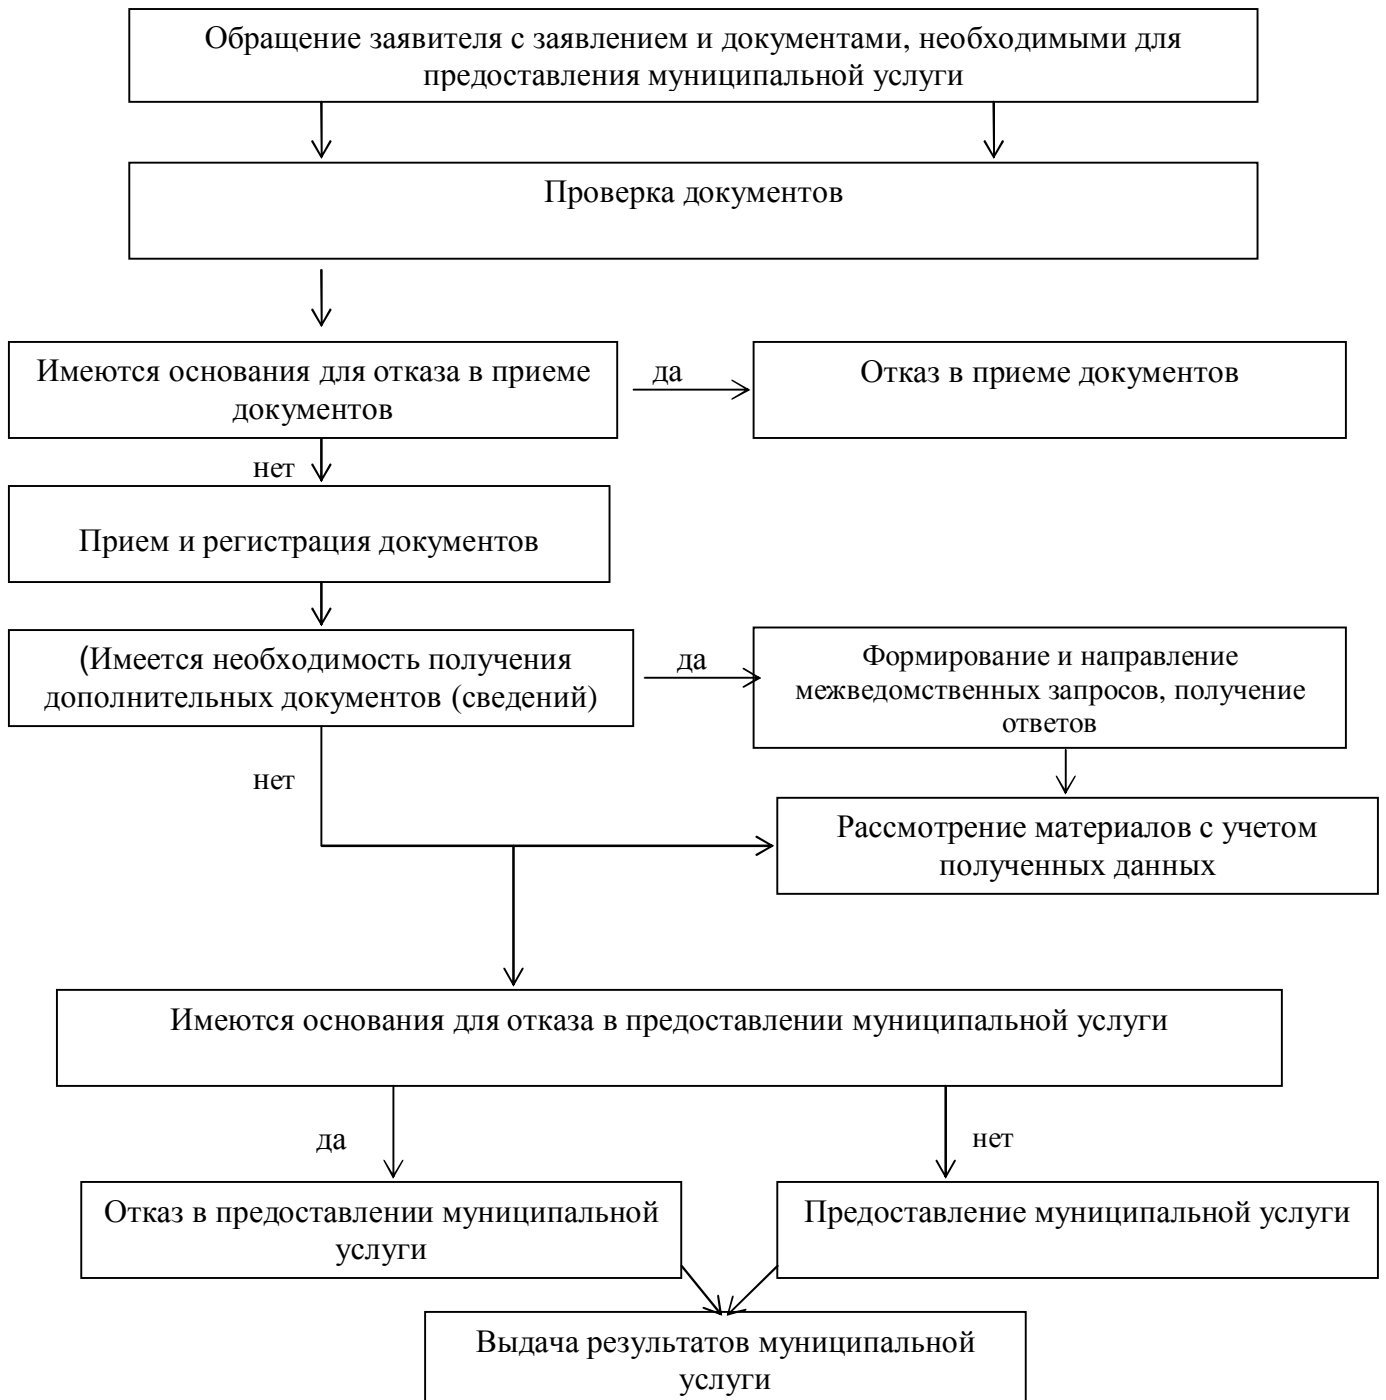 Обращение заявителя с заявлением и документами, необходимыми для
предоставления муниципальной услуги
Проверка документов
Имеются основания для отказа в приеме
документов
да
Отказ в приеме документов
нет
Прием и регистрация документов
(Имеется необходимость получения
дополнительных документов (сведений)
да
Формирование и направление
межведомственных запросов, получение
ответов
нет
Рассмотрение материалов с учетом
полученных данных
Имеются основания для отказа в предоставлении муниципальной услуги
да
нет
Отказ в предоставлении муниципальной
услуги
Предоставление муниципальной услуги
Выдача результатов муниципальной
услуги